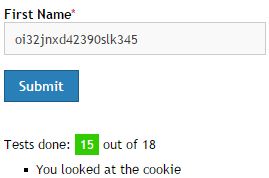 First Name*
oi32jnxd42390slk345
Submit
Tests done: 15 out of 18
▪ You looked at the cookie